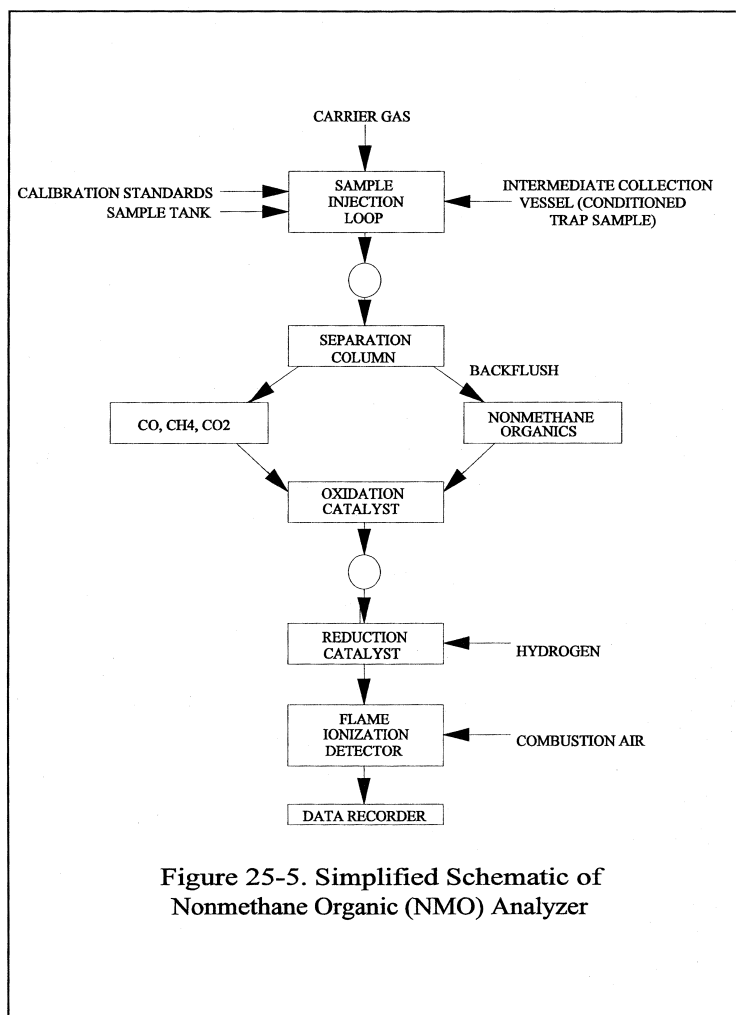 CARRIER GAS
CALIBRATION STANDARDS
SAMPLE TANK
SAMPLE
INJECTION
LOOP
INTERMEDIATE COLLECTION
VESSEL (CONDITIONED
TRAP SAMPLE)
SEPARATION
COLUMN
BACKFLUSH
CO, CH4, CO2
NONMETHANE
ORGANICS
OXIDATION
CATALYST
REDUCTION
CATALYST
HYDROGEN
FLAME
IONIZATION
DETECTOR
COMBUSTION AIR
DATA RECORDER
Figure 25-5. Simplified Schematic of
Nonmethane Organic (NMO) Analyzer